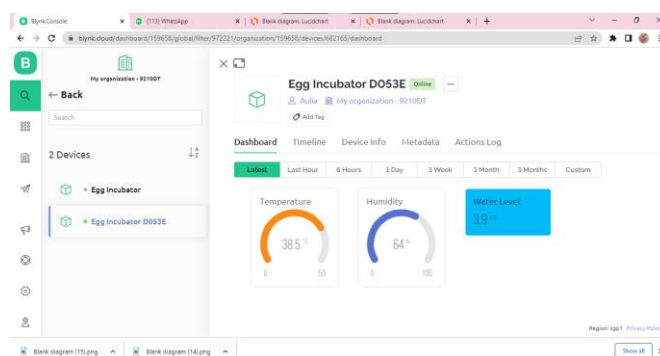 Blynk.Console
(113) WhatsApp
Blank diagram: Lucidchart
Blank diagram: Lucidchart
blynk.cloud/dashboard/159658/global/filter/972221/organization/159658/devices/682165/dashboard
B
My organization - 9210DT
Back
Search
2 Devices
Egg Incubator
Egg Incubator D053E
Egg Incubator D053E
Online
Aulia
My organization - 9210DT
Add Tag
Dashboard Timeline Device Info Metadata Actions Log
Latest Last Hour 6 Hours 1 Day 1 Week 1 Month 3 Months Custom
Temperature
38.5 °C
0 50
Humidity
64 %
0 100
Water Level
3.9
Region: sgp1 Privacy Policy
Blank diagram (15).png
Blank diagram (14).png
Show all